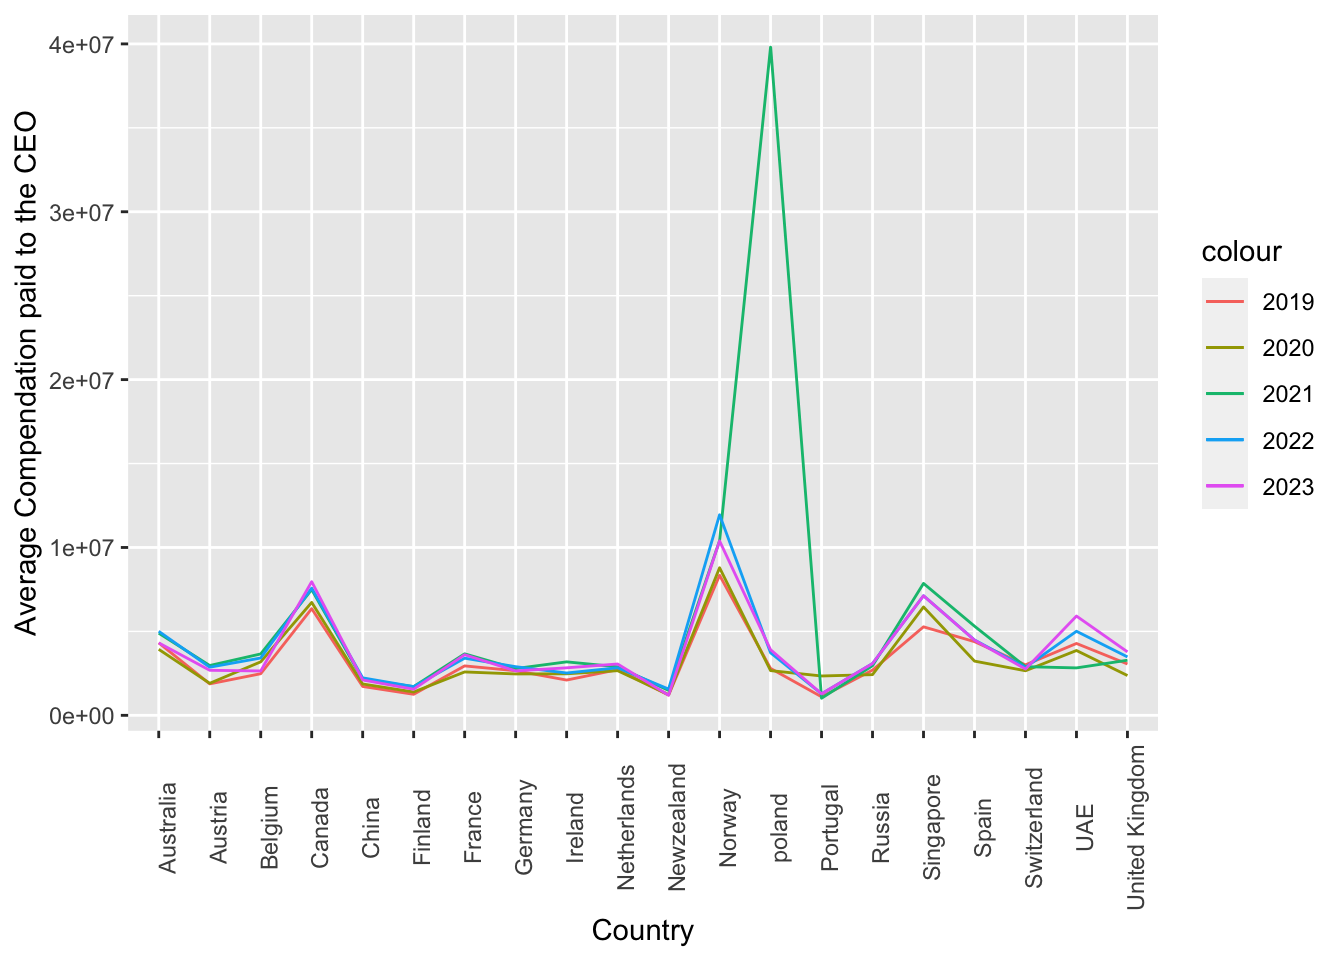 Average Compendation paid to the CEO
4e+07
3e+07
2e+07
1e+07
0e+00
Australia
Austria
Belgium
Canada
China
Finland
France
Germany
Ireland
Netherlands
Newzealand
Norway
poland
Portugal
Russia
Singapore
Spain
Switzerland
UAE
United Kingdom
Country
colour
2019
2020
2021
2022
2023